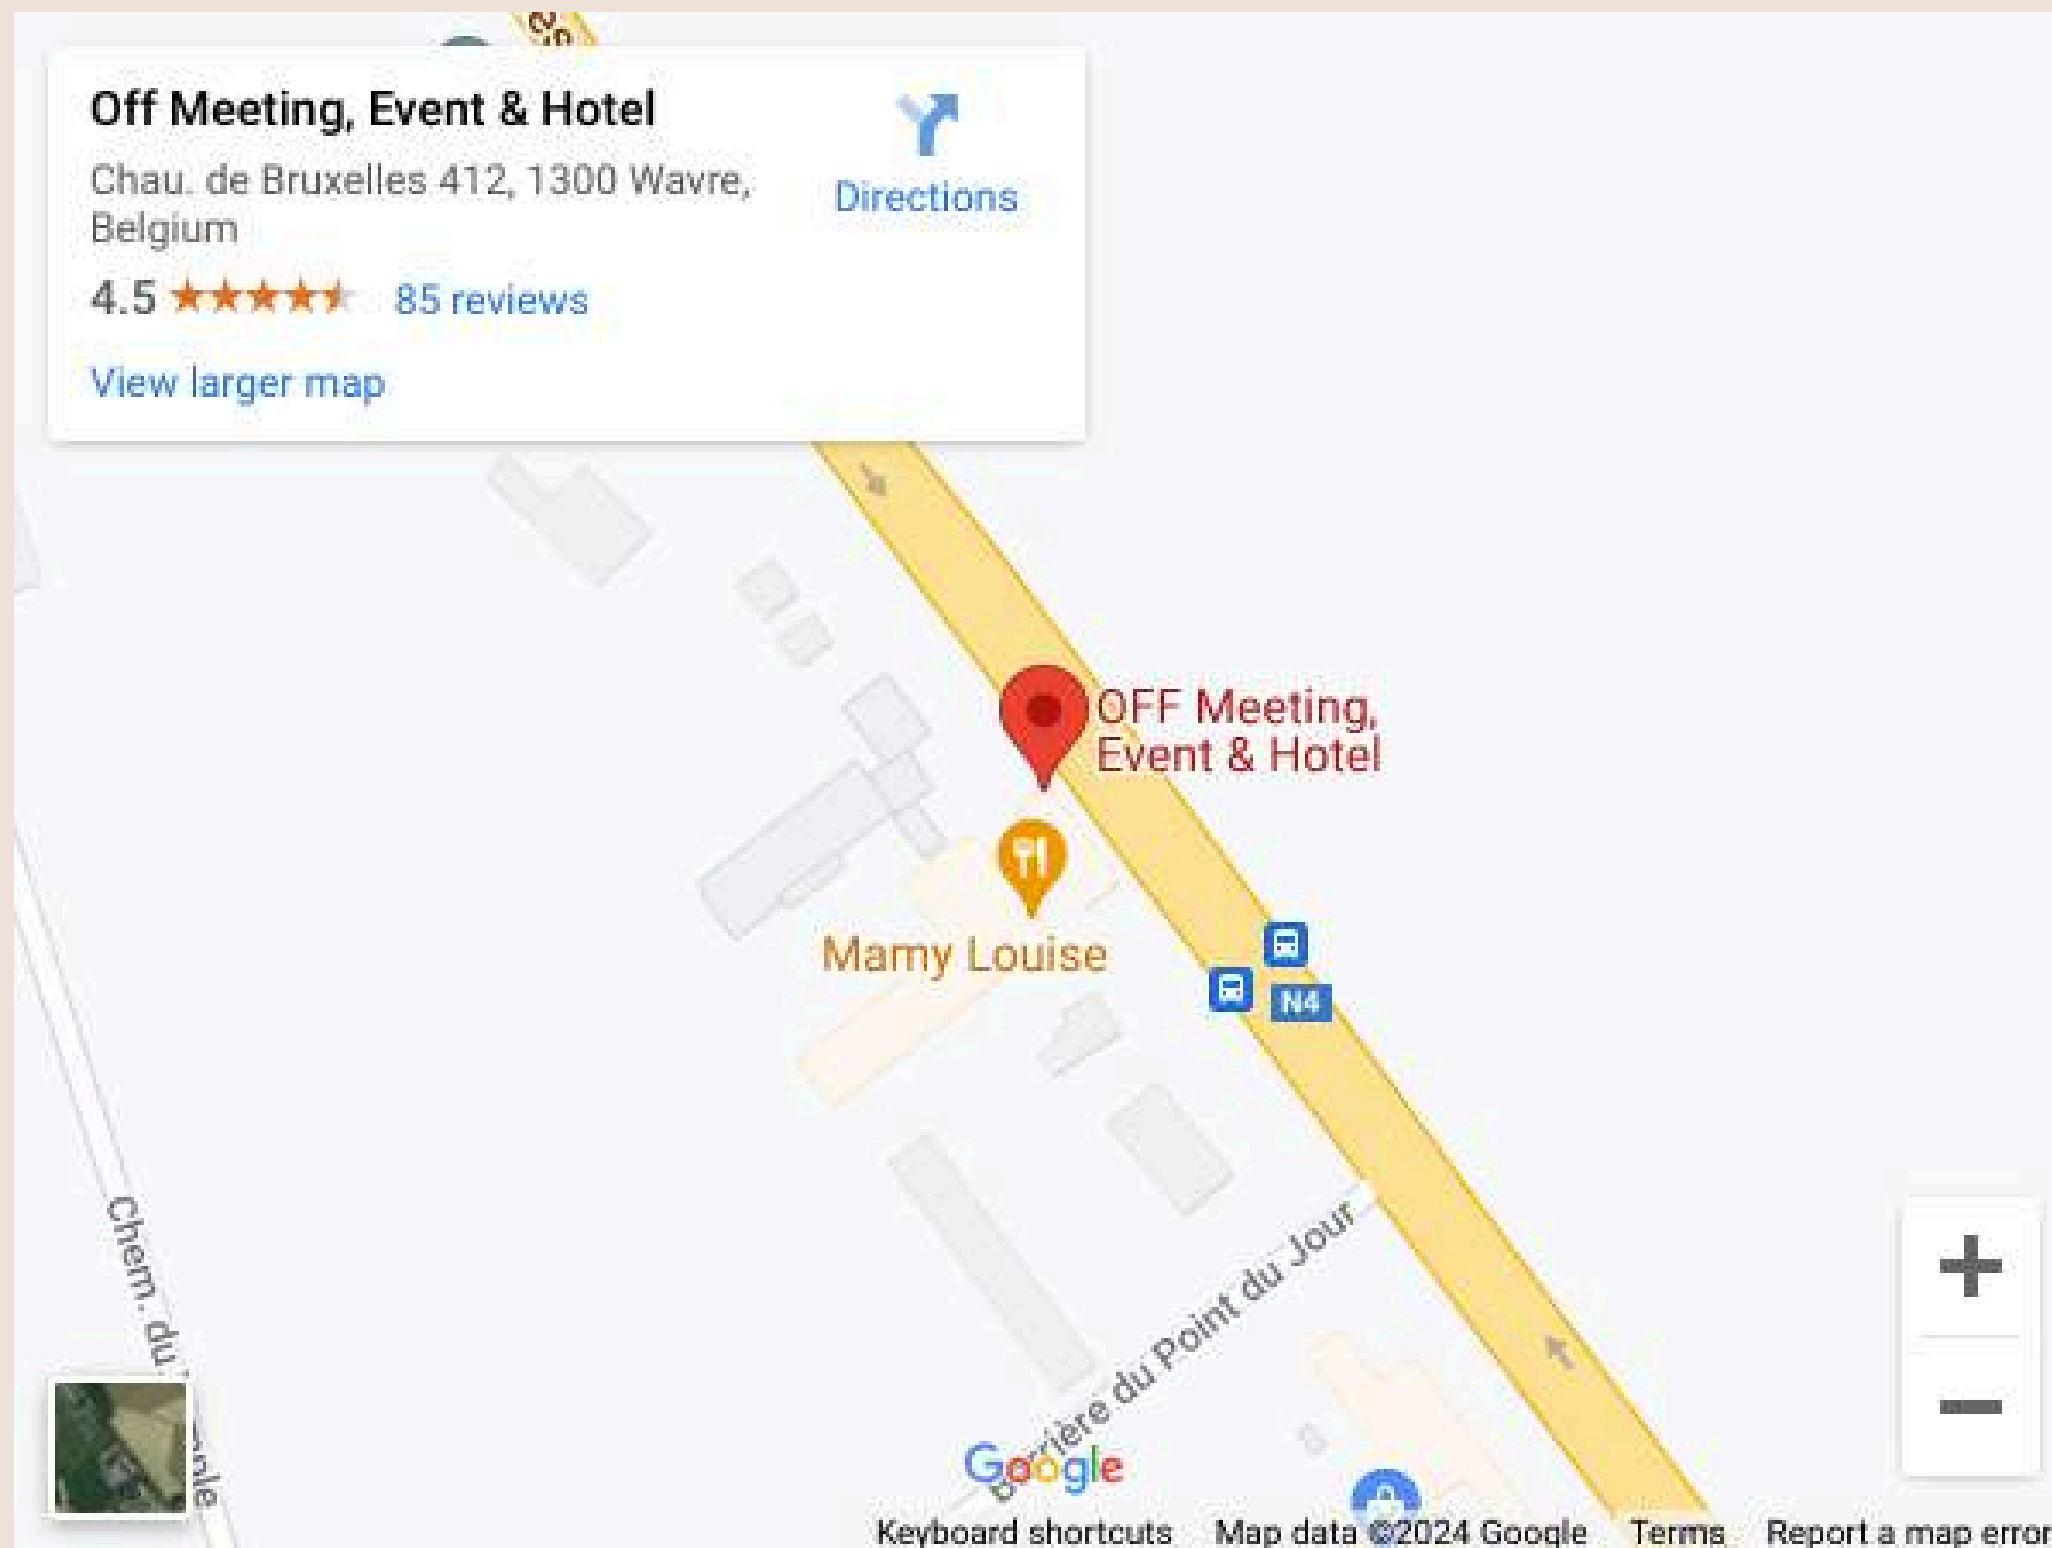 Off Meeting, Event & Hotel
Chau. de Bruxelles 412, 1300 Wavre,
Belgium
Directions
4.5
85 reviews
View larger map
OFF Meeting,
Event & Hotel
Mamy Louise
N4
Chem. du
Barrière du Point du Jour
Google
Keyboard shortcuts
Map data ©2024 Google
Terms
Report a map error